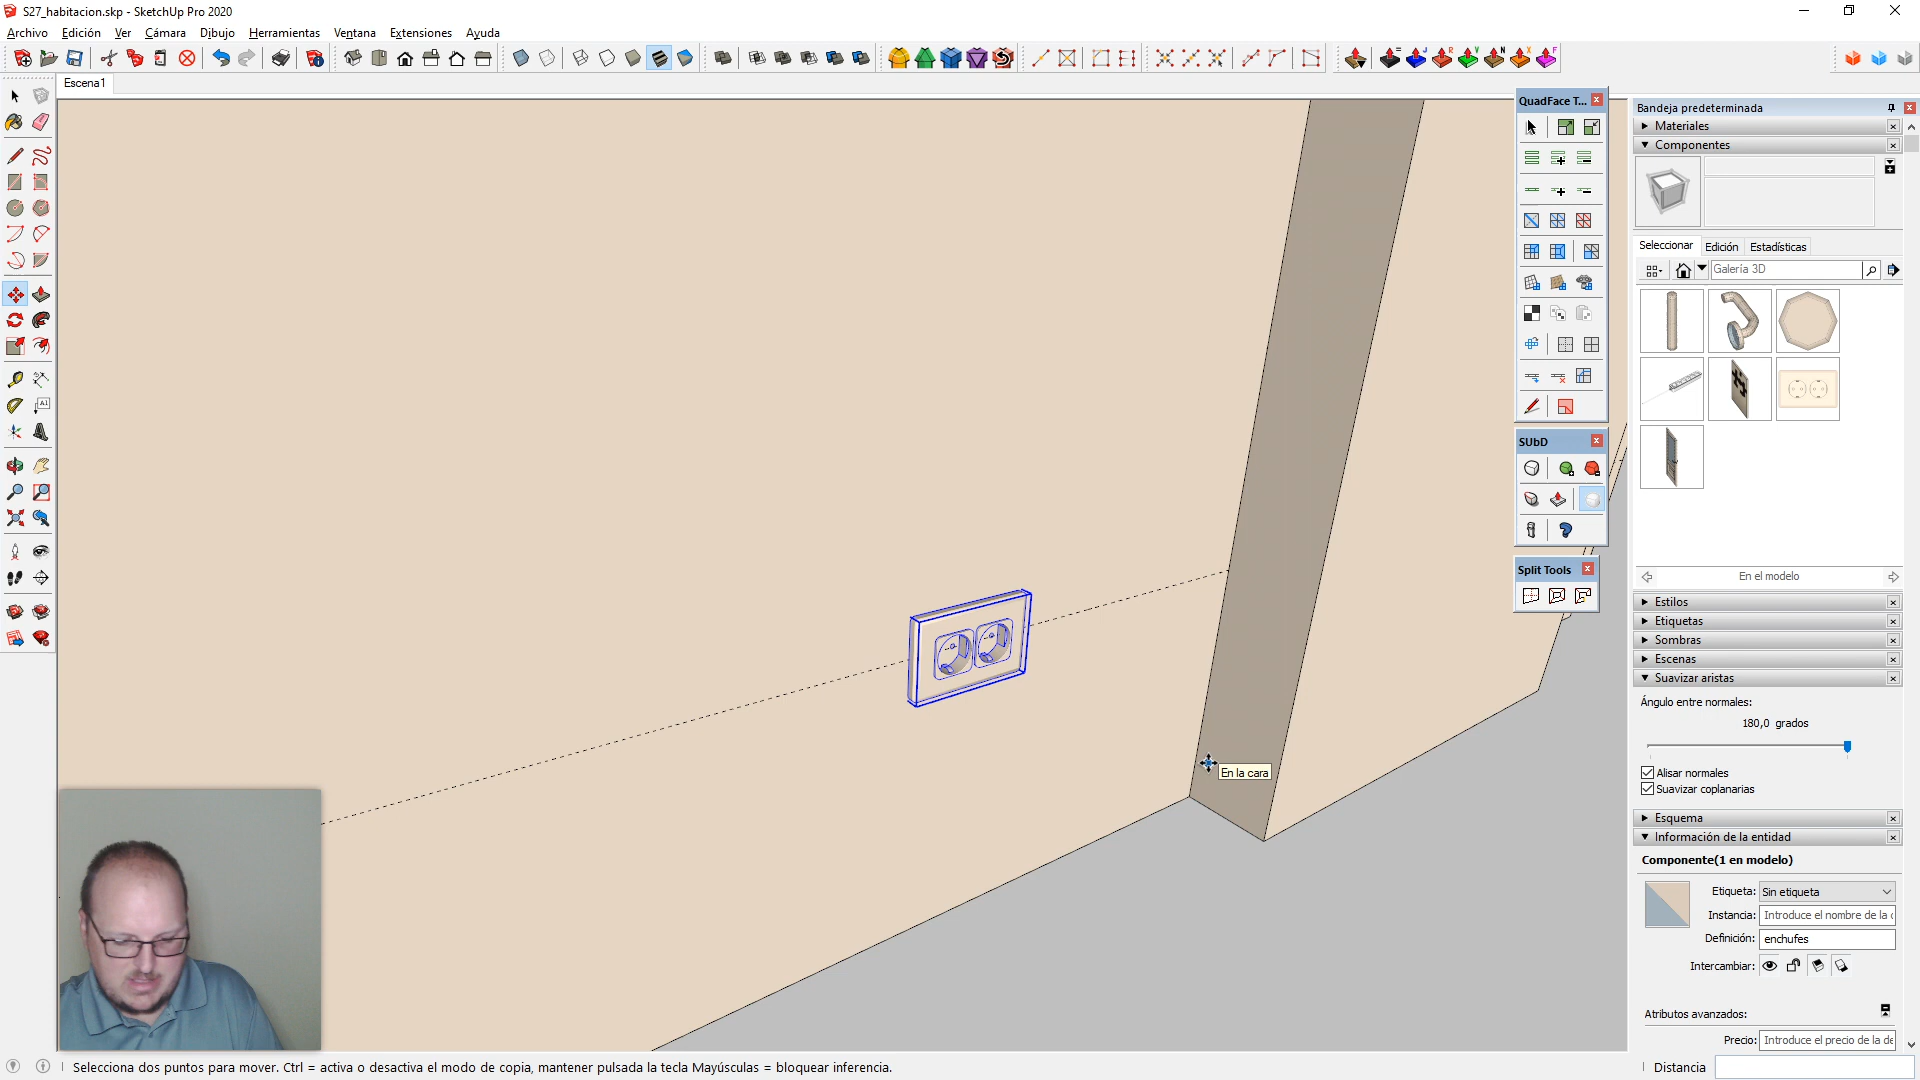 S27_habitacion.skp - SketchUp Pro 2020
Archivo Edición Ver Cámara Dibujo Herramientas Ventana Extensiones Ayuda
Escena1
QuadFace T...
SUbD
Split Tools
En la cara
Bandeja predeterminada
Materiales
Componentes
Seleccionar Edición Estadísticas
Galería 3D
En el modelo
Estilos
Etiquetas
Sombras
Escenas
Suavizar aristas
Ángulo entre normales:
180,0 grados
Alisar normales
Suavizar coplanarias
Esquema
Información de la entidad
Componente(1 en modelo)
Etiqueta: Sin etiqueta
Instancia: Introduce el nombre de la
Definición: enchufes
Intercambiar:
Atributos avanzados:
Precio: Introduce el precio de la de
Selecciona dos puntos para mover. Ctrl = activa o desactiva el modo de copia, mantener pulsada la tecla Mayúsculas = bloquear inferencia.
Distancia